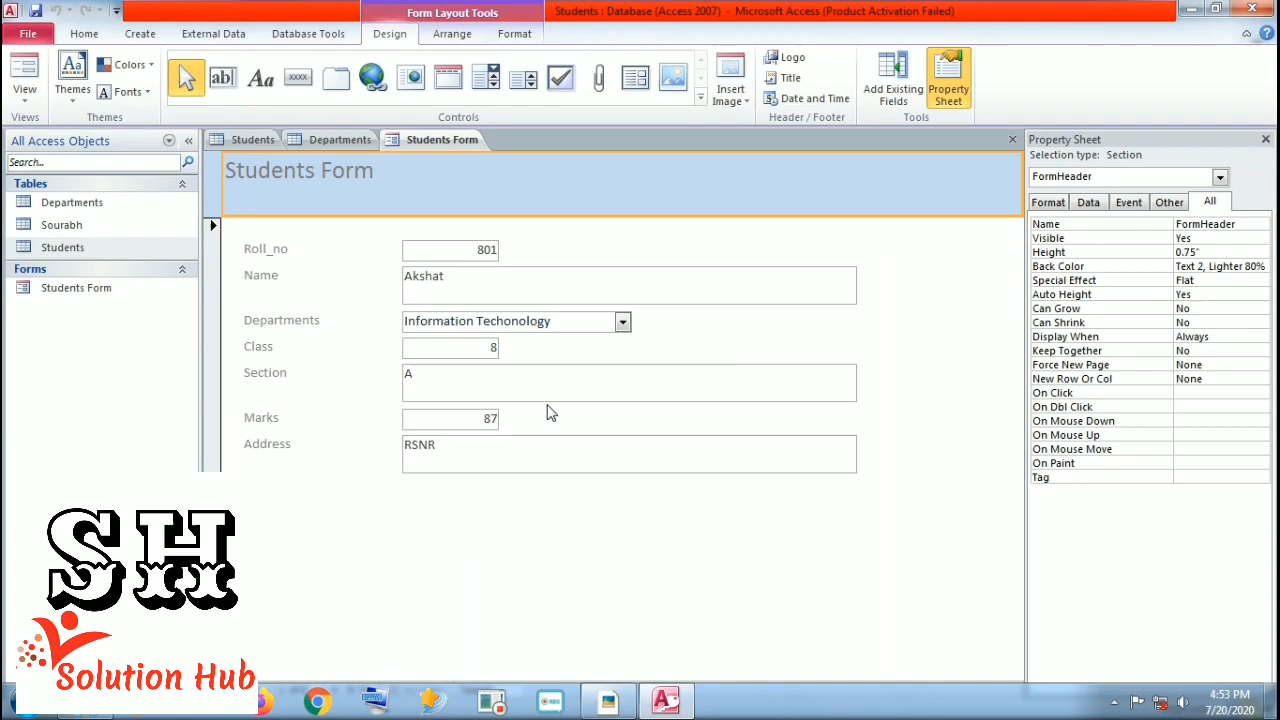 Form Layout Tools
Students : Database (Access 2007) - Microsoft Access (Product Activation Failed)
File Home Create External Data Database Tools Design Arrange Format
View
Views
Themes
Colors
Fonts
Themes
ab|
Aa
xxxx
Controls
Insert Image
Logo
Title
Date and Time
Header / Footer
Add Existing Fields
Property Sheet
Tools
All Access Objects
Search...
Tables
Departments
Sourabh
Students
Forms
Students Form
Students Departments Students Form
Students Form
Roll_no 801
Name Akshat
Departments Information Techonology
Class 8
Section A
Marks 87
Address RSNR
Property Sheet
Selection type: Section
FormHeader
Format Data Event Other All
Name FormHeader
Visible Yes
Height 0.75"
Back Color Text 2, Lighter 80%
Special Effect Flat
Auto Height Yes
Can Grow No
Can Shrink No
Display When Always
Keep Together No
Force New Page None
New Row Or Col None
On Click
On Dbl Click
On Mouse Down
On Mouse Up
On Mouse Move
On Paint
Tag
SH
Solution Hub
4:53 PM
7/20/2020